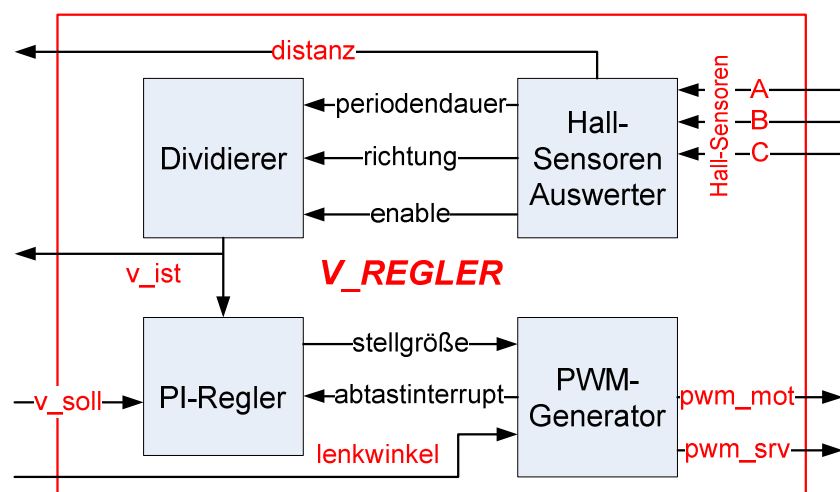 distanz
periodendauer
richtung
enable
Dividierer
Hall-
Sensoren
Auswerter
Hall-Sensoren
A
B
C
v_ist
V_REGLER
stellgröße
abtastinterrupt
v_soll
PI-Regler
PWM-
Generator
pwm_mot
pwm_srv
lenkwinkel